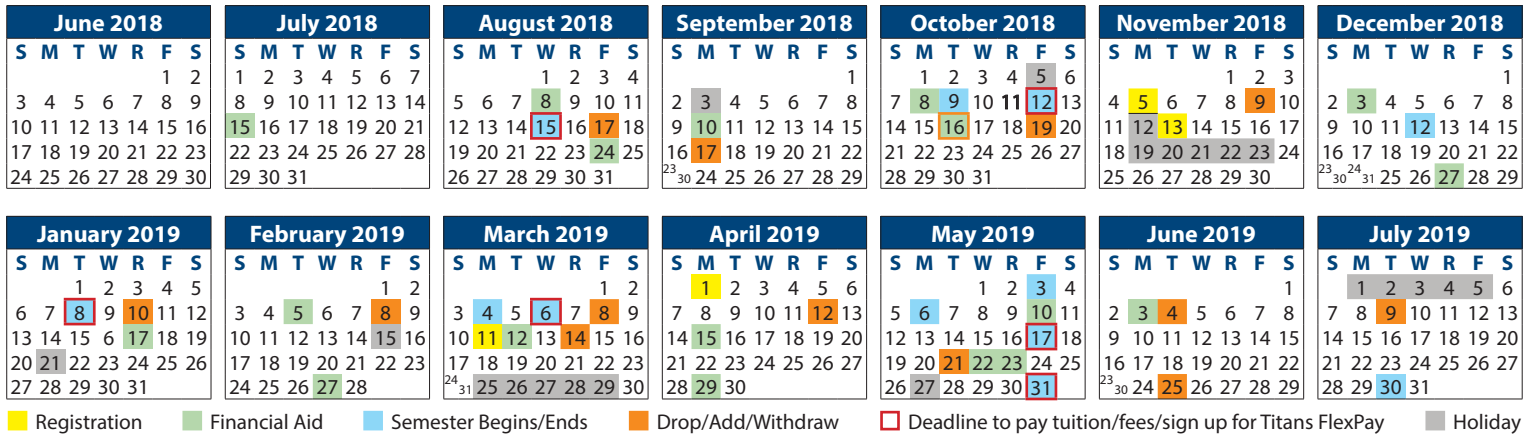 June 2018 July 2018 August 2018 September 2018 October 2018 November 2018 December 2018
S M T W R F S S M T W R F S S M T W R F S S M T W R F S S M T W R F S S M T W R F S S M T W R F S
1 2 1 2 3 4 5 6 7 1 2 3 4 1 1 2 3 4 5 6 1 2 3 1
3 4 5 6 7 8 9 8 9 10 11 12 13 14 5 6 7 8 9 10 11 2 3 4 5 6 7 8 7 8 9 10 11 12 13 4 5 6 7 8 9 10 2 3 4 5 6 7 8
10 11 12 13 14 15 16 15 16 17 18 19 20 21 12 13 14 15 16 17 18 9 10 11 12 13 14 15 14 15 16 17 18 19 20 11 12 13 14 15 16 17 9 10 11 12 13 14 15
17 18 19 20 21 22 23 22 23 24 25 26 27 28 19 20 21 22 23 24 25 16 17 18 19 20 21 22 21 22 23 24 25 26 27 18 19 20 21 22 23 24 16 17 18 19 20 21 22
24 25 26 27 28 29 30 29 30 31 26 27 28 29 30 31 23 30 24 25 26 27 28 29 28 29 30 31 25 26 27 28 29 30 23 30 24 31 25 26 27 28 29
January 2019 February 2019 March 2019 April 2019 May 2019 June 2019 July 2019
S M T W R F S S M T W R F S S M T W R F S S M T W R F S S M T W R F S S M T W R F S S M T W R F S
1 2 3 4 5 1 2 1 2 1 2 3 4 5 6 1 2 3 4 1 1 2 3 4 5 6
6 7 8 9 10 11 12 3 4 5 6 7 8 9 3 4 5 6 7 8 9 7 8 9 10 11 12 13 5 6 7 8 9 10 11 2 3 4 5 6 7 8 7 8 9 10 11 12 13
13 14 15 16 17 18 19 10 11 12 13 14 15 16 10 11 12 13 14 15 16 14 15 16 17 18 19 20 12 13 14 15 16 17 18 9 10 11 12 13 14 15 14 15 16 17 18 19 20
20 21 22 23 24 25 26 17 18 19 20 21 22 23 17 18 19 20 21 22 23 21 22 23 24 25 26 27 19 20 21 22 23 24 25 16 17 18 19 20 21 22 21 22 23 24 25 26 27
27 28 29 30 31 24 25 26 27 28 24 31 25 26 27 28 29 30 28 29 30 26 27 28 29 30 31 23 30 24 25 26 27 28 29 28 29 30 31
Registration Financial Aid Semester Begins/Ends Drop/Add/Withdraw Deadline to pay tuition/fees/sign up for Titans FlexPay Holiday